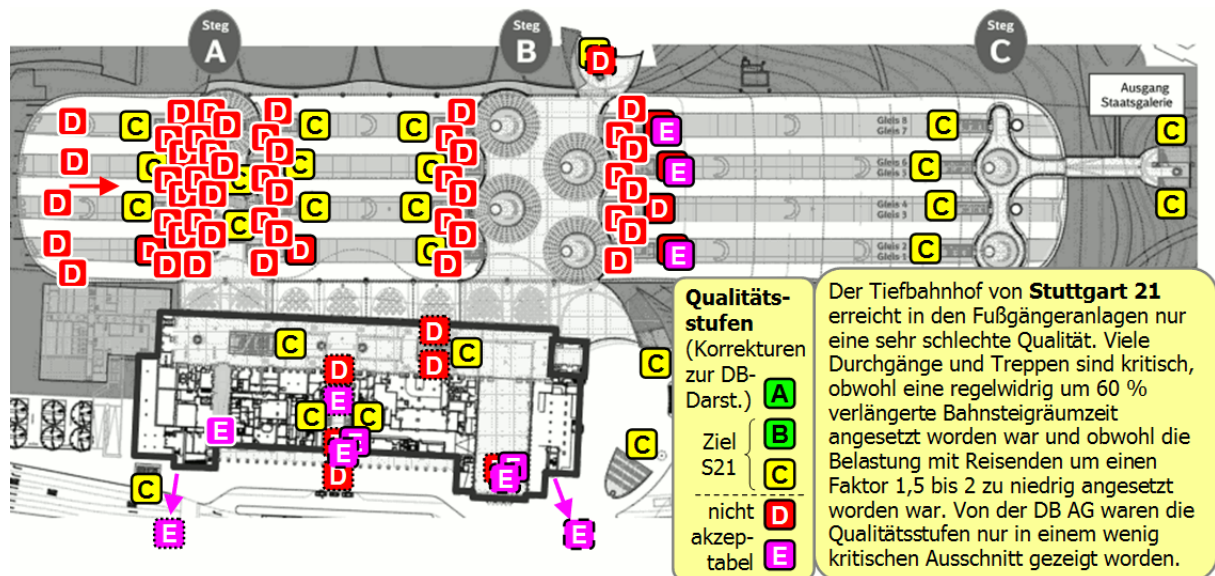 Steg
A
Steg
B
Steg
C
D
Ausgang
Staatsgalerie
D D D D D D
C C C D E C C
Gleis 8
Gleis 7
D C C E C
Gleis 6
Gleis 5
D C C C D C C
Gleis 4
Gleis 3
D D D C E C
Gleis 2
Gleis 1
D D D D D D
D
C D C C
D
E
C C
E E C
D E
C
E E
Qualitäts-
stufen
(Korrekturen
zur DB-
Darst.)
A
B
Ziel
S21
C
nicht
akzep-
tabel
D
E
Der Tiefbahnhof von Stuttgart 21
erreicht in den Fußgängeranlagen nur
eine sehr schlechte Qualität. Viele
Durchgänge und Treppen sind kritisch,
obwohl eine regelwidrig um 60 %
verlängerte Bahnsteigräumzeit
angesetzt worden war und obwohl die
Belastung mit Reisenden um einen
Faktor 1,5 bis 2 zu niedrig angesetzt
worden war. Von der DB AG waren die
Qualitätsstufen nur in einem wenig
kritischen Ausschnitt gezeigt worden.